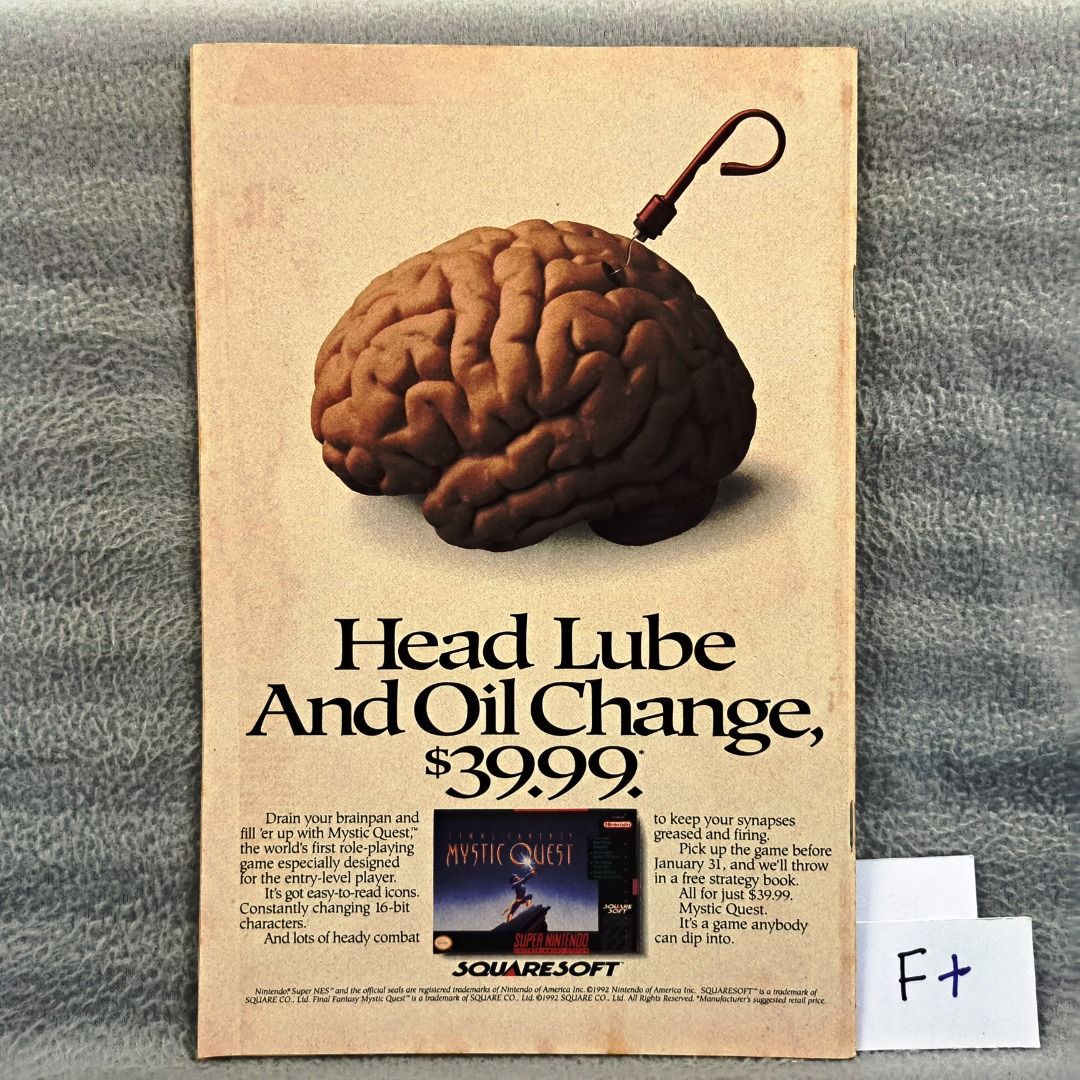 Head Lube
And Oil Change,
$39.99.*
Drain your brainpan and
fill 'er up with Mystic Quest,™
the world's first role-playing
game especially designed
for the entry-level player.
It's got easy-to-read icons.
Constantly changing 16-bit
characters.
And lots of heady combat
FINAL FANTASY
MYSTIC QUEST
Nintendo
SQUARE
SOFT
SUPER NINTENDO
ENTERTAINMENT SYSTEM
to keep your synapses
greased and firing.
Pick up the game before
January 31, and we'll throw
in a free strategy book.
All for just $39.99.
Mystic Quest.
It's a game anybody
can dip into.
SQUARESOFT™
Nintendo® Super NES™ and the official seals are registered trademarks of Nintendo of America Inc. ©1992 Nintendo of America Inc. SQUARESOFT™ is a trademark of
SQUARE CO., Ltd. Final Fantasy Mystic Quest™ is a trademark of SQUARE CO., Ltd. ©1992 SQUARE CO., Ltd. All Rights Reserved. *Manufacturer's suggested retail price.
F+